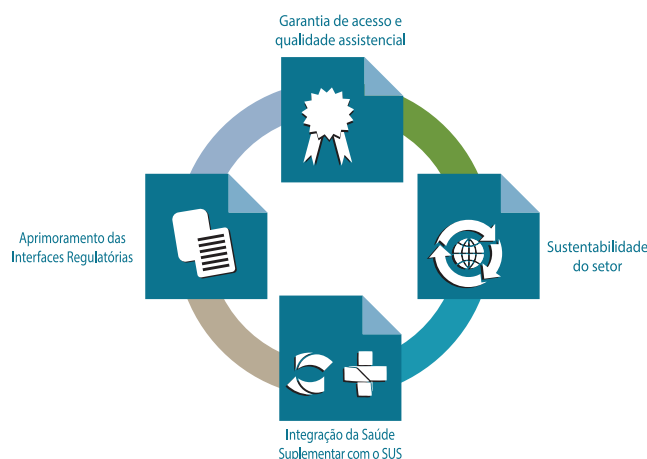 Garantia de acesso e
qualidade assistencial
Aprimoramento das
Interfaces Regulatórias
Sustentabilidade
do setor
Integração da Saúde
Suplementar com o SUS